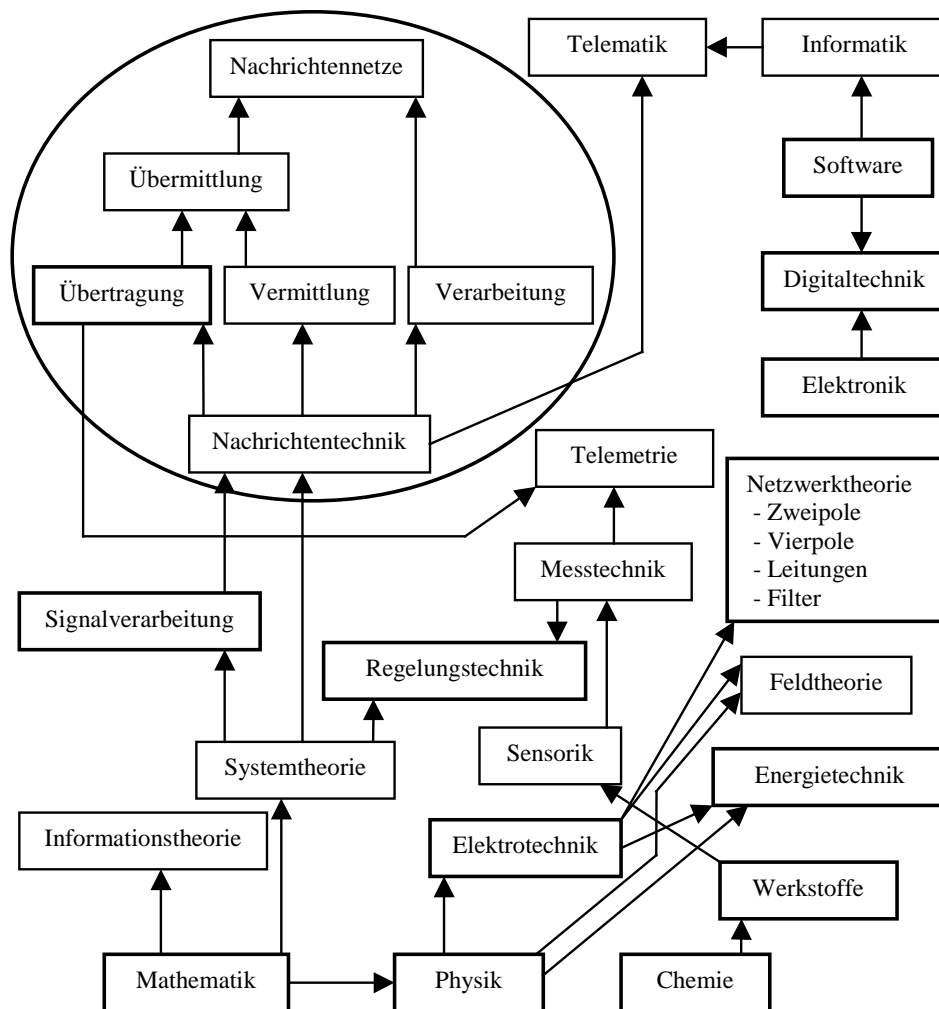 Telematik
Informatik
Nachrichtennetze
Software
Übermittlung
Übertragung
Vermittlung
Verarbeitung
Digitaltechnik
Elektronik
Nachrichtentechnik
Telemetrie
Netzwerktheorie
- Zweipole
- Vierpole
- Leitungen
- Filter
Messtechnik
Signalverarbeitung
Regelungstechnik
Feldtheorie
Systemtheorie
Sensorik
Energietechnik
Informationstheorie
Elektrotechnik
Werkstoffe
Mathematik
Physik
Chemie